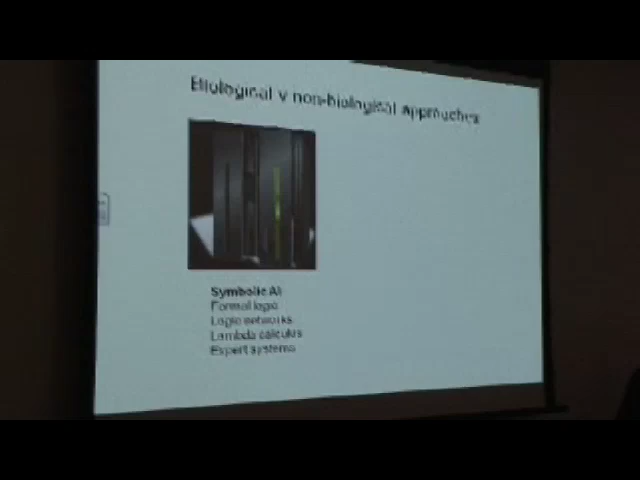 Biological v non-biological approaches
Symbolic AI
Formal logic
Logic networks
Lambda calculus
Expert systems